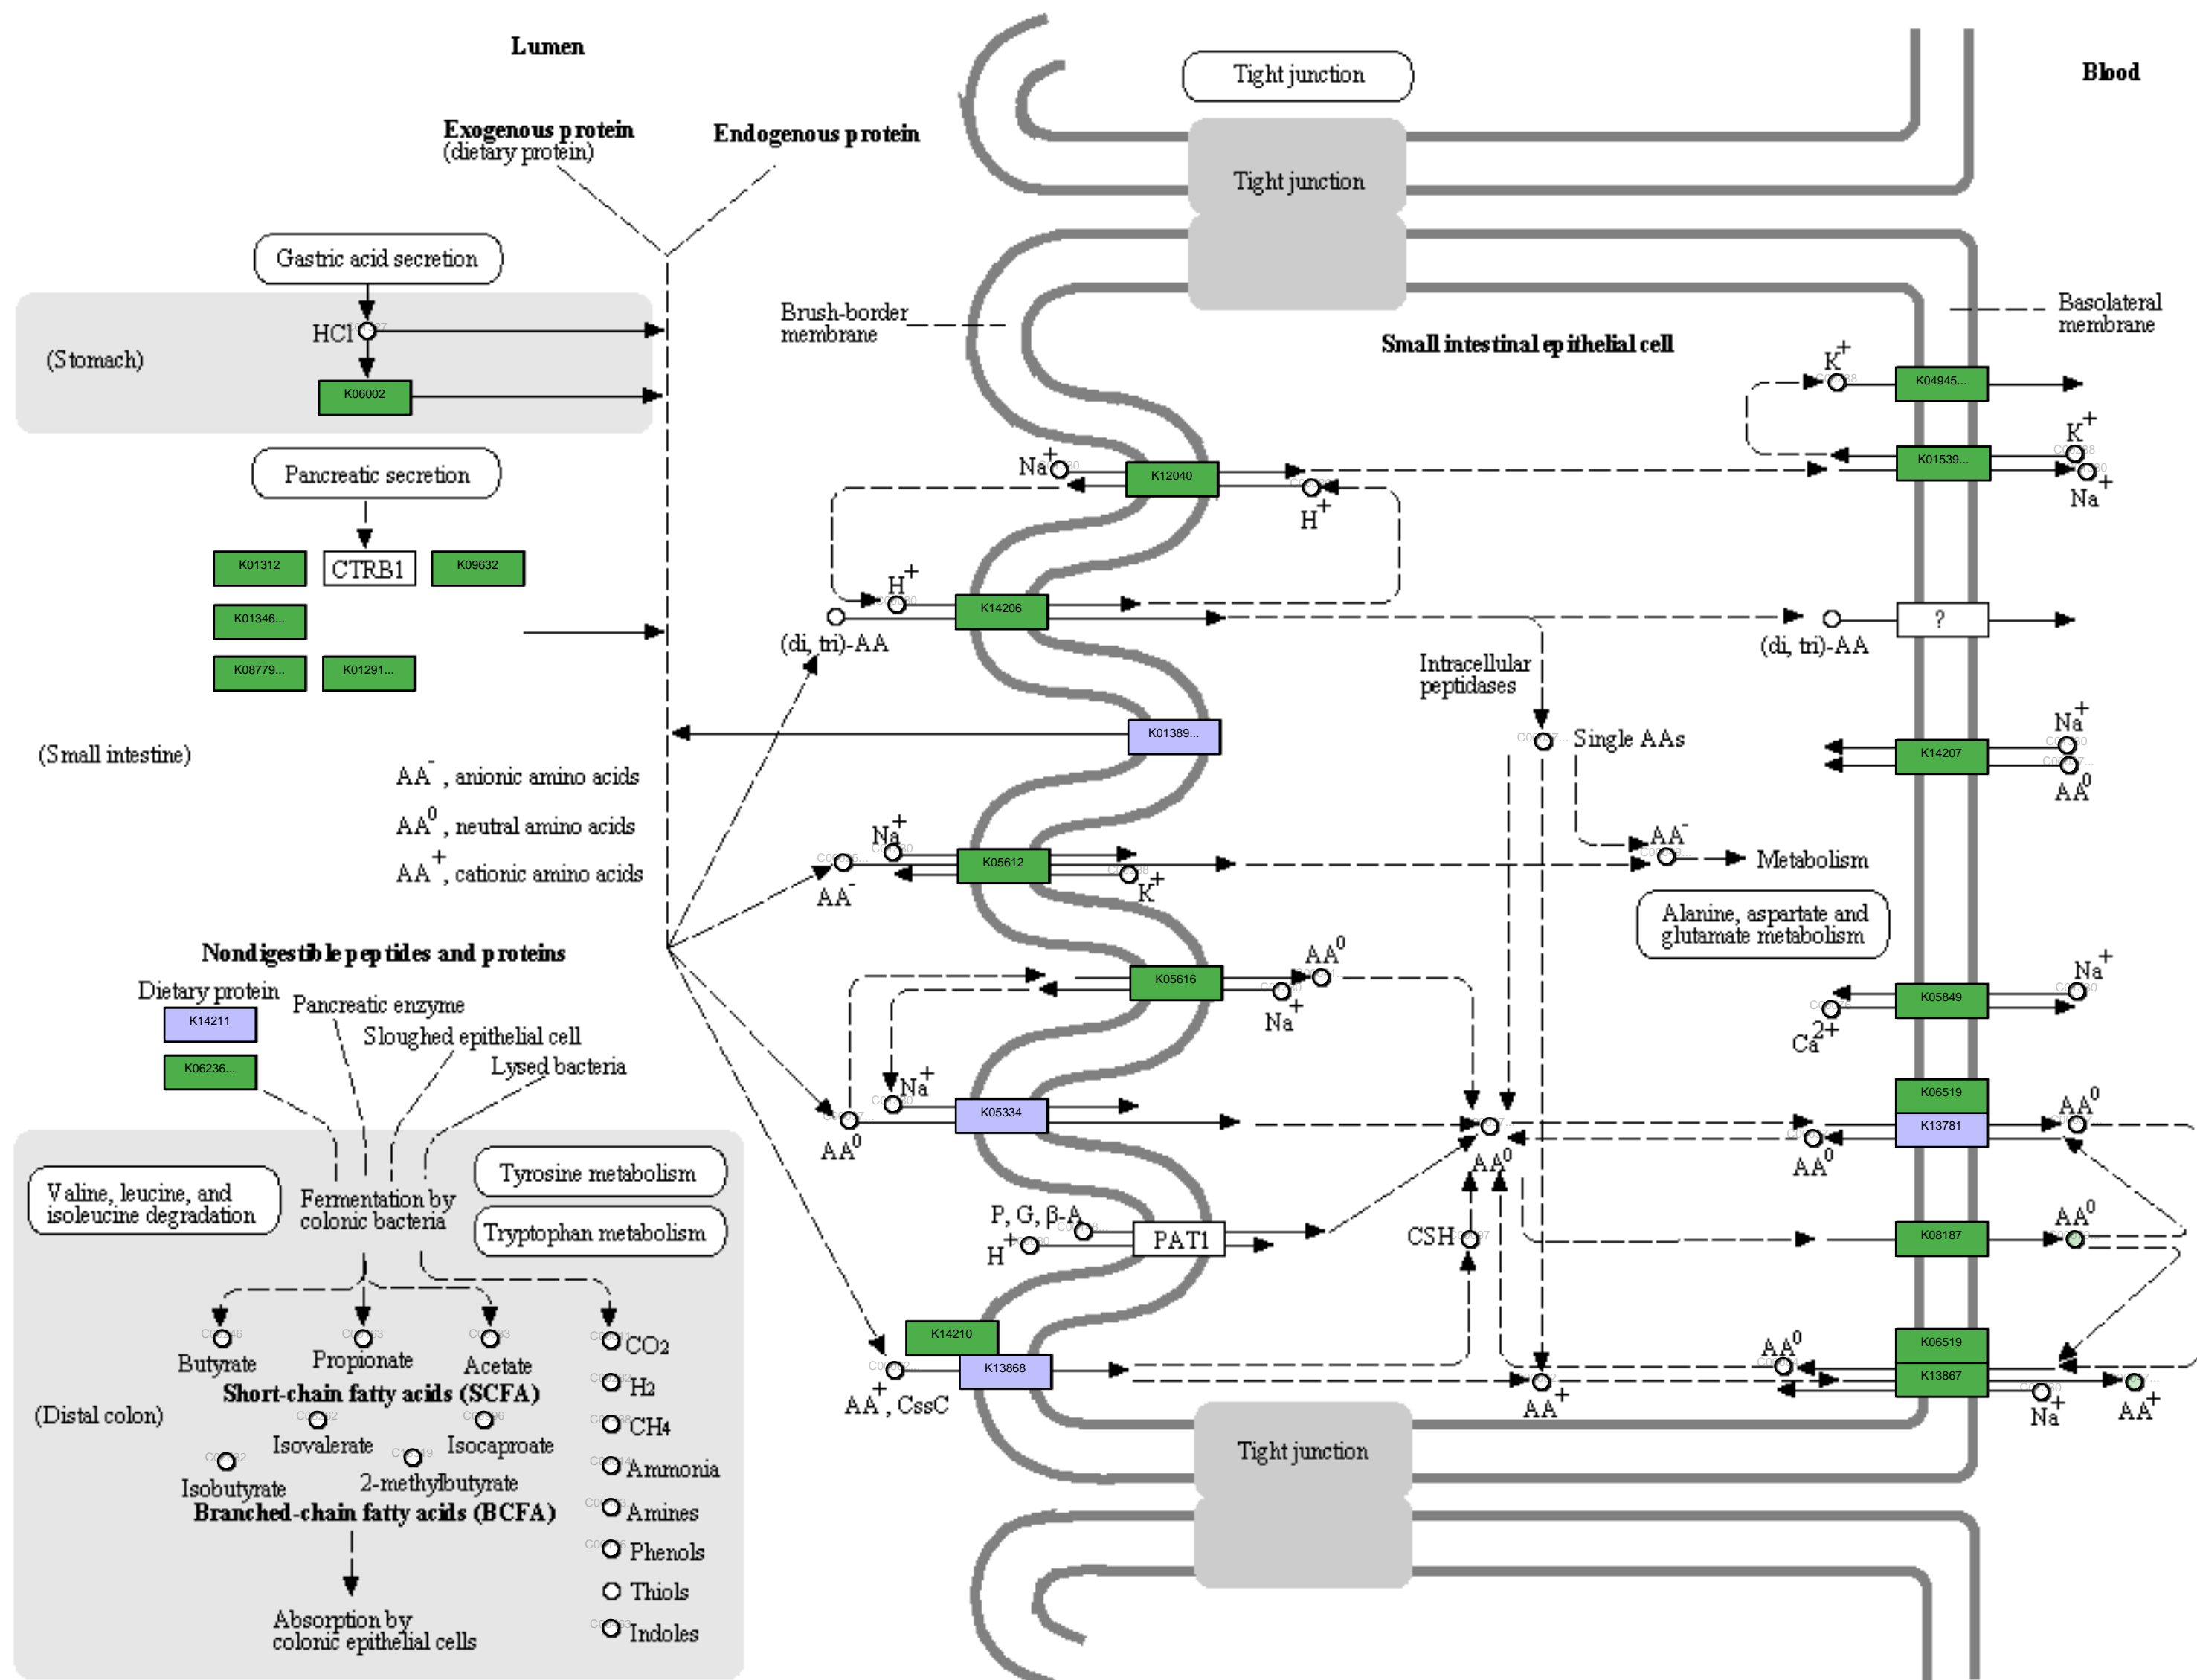 Lumen
Tight junction
Blood
Exogenous protein
(dietary protein)
Endogenous protein
Tight junction
Gastric acid secretion
Brush-border
membrane
Basolateral
membrane
Small intestinal epithelial cell
HCl
(Stomach)
K06002
K+
K04945...
Pancreatic secretion
Na+
K12040
H+
K+
K01539...
Na+
K01312
CTRB1
K09632
K01346...
K08779...
K01291...
H+
K14206
(di, tri)-AA
?
(di, tri)-AA
Intracellular
peptidases
K01389...
Single AAs
Na+
K14207
AA0
(Small intestine)
AA-, anionic amino acids
AA0, neutral amino acids
AA+, cationic amino acids
Na+
K05612
AA-
K+
AA-
Metabolism
Alanine, aspartate and
glutamate metabolism
Nondigestible peptides and proteins
Dietary protein
K14211
Pancreatic enzyme
Sloughed epithelial cell
K06236...
Lysed bacteria
K05616
AA0
Na+
Na+
K05849
Ca2+
Na+
K05334
AA0
AA0
K06519
K13781
AA0
AA0
Valine, leucine, and
isoleucine degradation
Fermentation by
colonic bacteria
Tyrosine metabolism
Tryptophan metabolism
P, G, β-A
H+
PAT1
CSH
K08187
AA0
Butyrate
Propionate
Acetate
CO2
Short-chain fatty acids (SCFA)
H2
(Distal colon)
Isovalerate
Isocaproate
CH4
Isobutyrate
2-methylbutyrate
Ammonia
Branched-chain fatty acids (BCFA)
Amines
Phenols
Thiols
Indoles
Absorption by
colonic epithelial cells
K14210
K13868
AA+, CssC
AA+
AA0
K06519
K13867
Na+
AA+
Tight junction